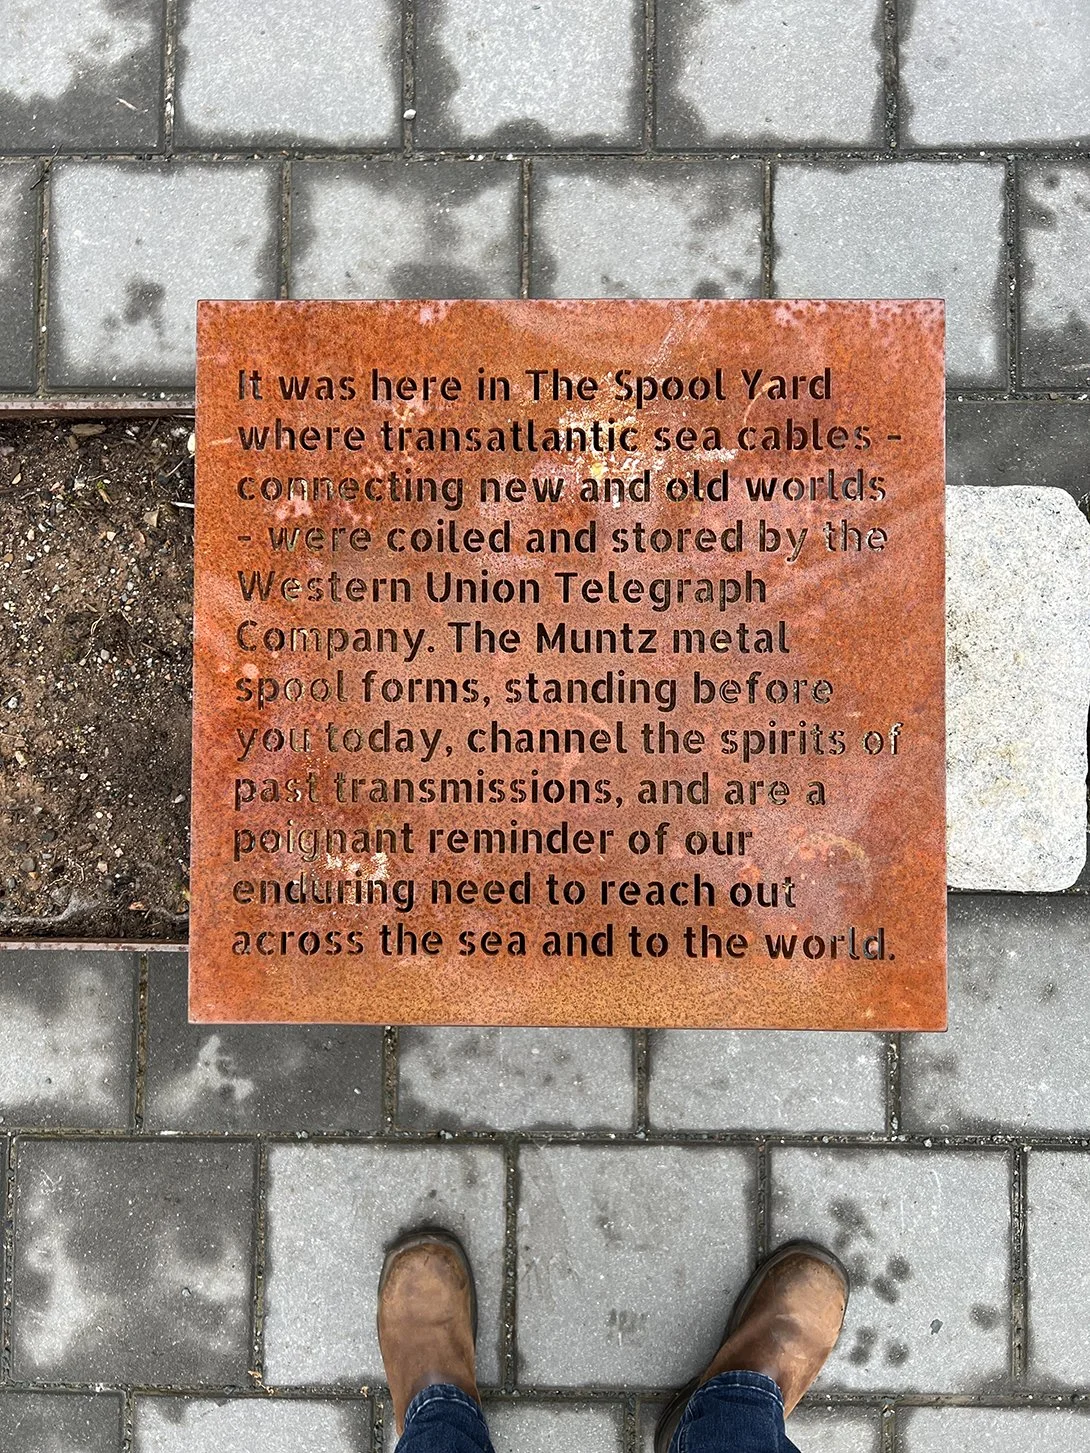 It was here in The Spool Yard
where transatlantic sea cables -
connecting new and old worlds
- were coiled and stored by the
Western Union Telegraph
Company. The Muntz metal
spool forms, standing before
you today, channel the spirits of
past transmissions, and are a
poignant reminder of our
enduring need to reach out
across the sea and to the world.